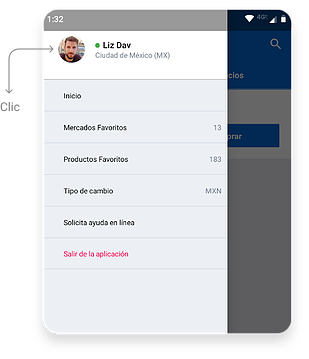 1:32
4G
Liz Dav
Ciudad de México (MX)
Clic
cios
Inicio
Mercados Favoritos 13
prar
Productos Favoritos 183
Tipo de cambio MXN
Solicita ayuda en línea
Salir de la aplicación